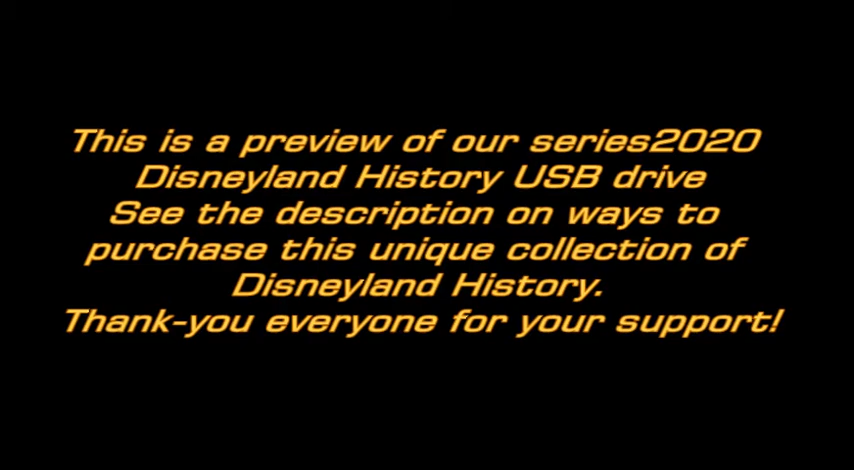 This is a preview of our series2020
Disneyland History USB drive
See the description on ways to
purchase this unique collection of
Disneyland History.
Thank-you everyone for your support!